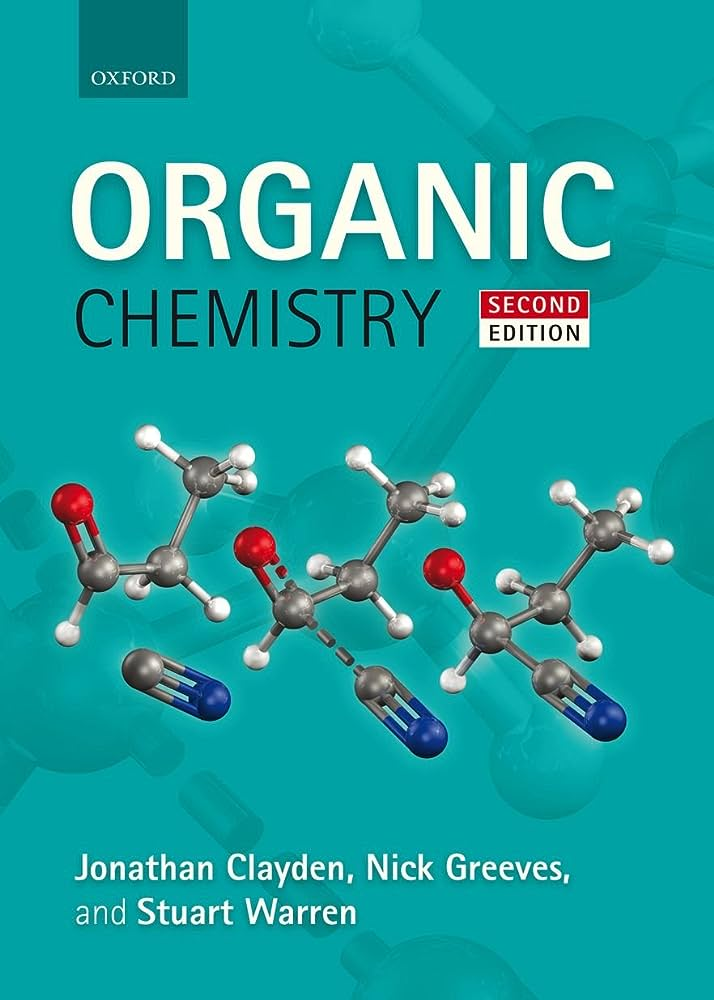 OXFORD
ORGANIC
CHEMISTRY
SECOND
EDITION
Jonathan Clayden, Nick Greeves,
and Stuart Warren